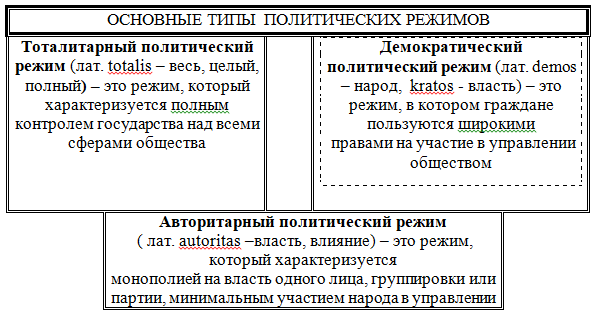 ОСНОВНЫЕ ТИПЫ ПОЛИТИЧЕСКИХ РЕЖИМОВ
Тоталитарный политический
режим (лат. totalis – весь, целый,
полный) – это режим, который
характеризуется полным
контролем государства над всеми
сферами общества
Демократический
политический режим (лат. demos
– народ, kratos - власть) – это
режим, в котором граждане
пользуются широкими
правами на участие в управлении
обществом
Авторитарный политический режим
( лат. autoritas –власть, влияние) – это режим,
который характеризуется
монополией на власть одного лица, группировки или
партии, минимальным участием народа в управлении